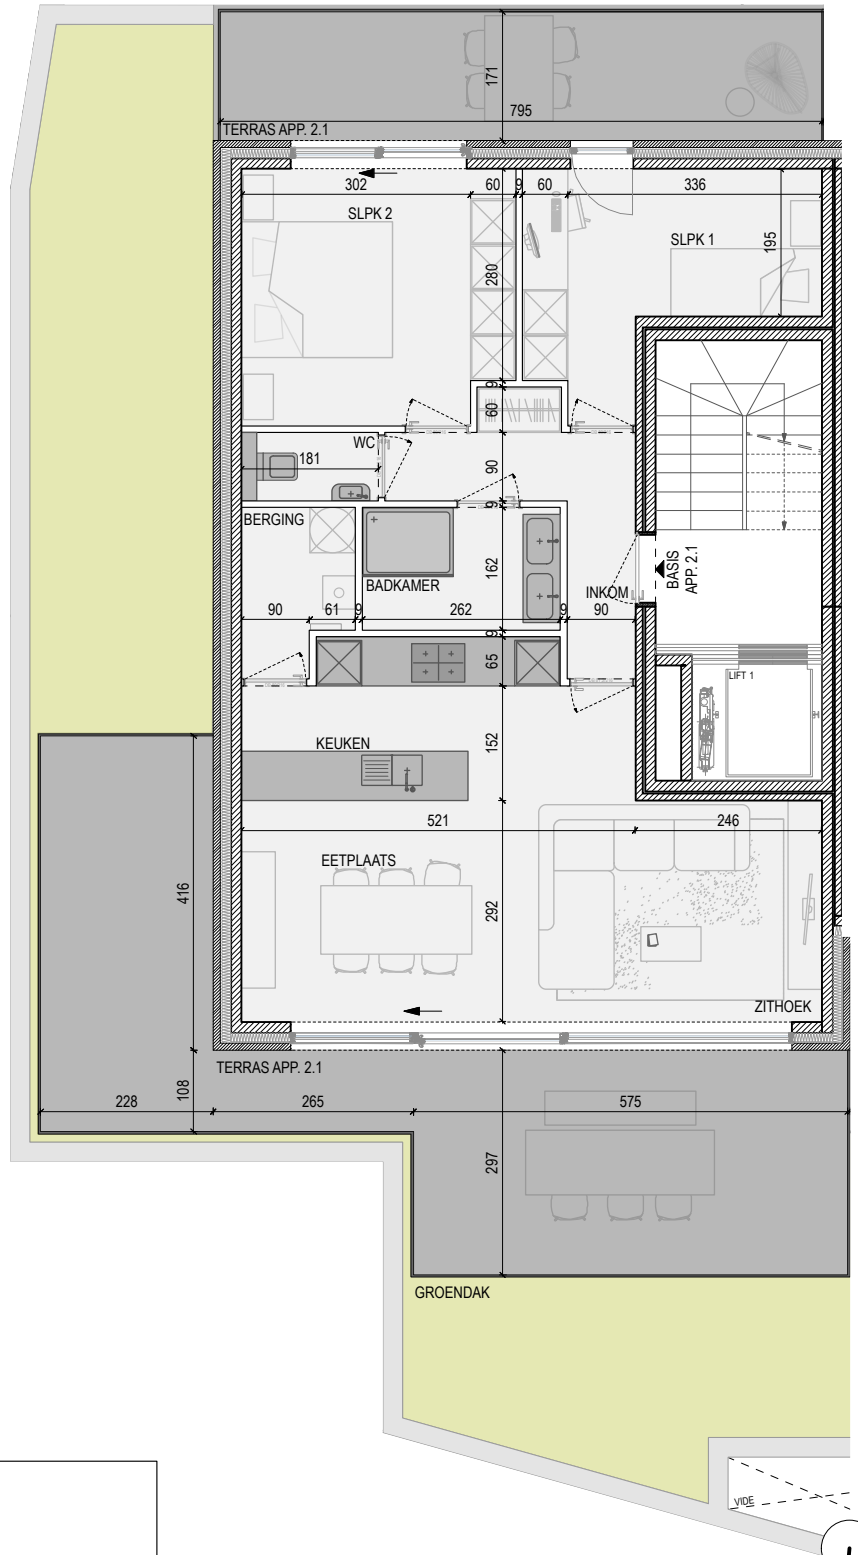 171
795
TERRAS APP. 2.1
302
60
9
60
336
SLPK 2
SLPK 1
195
280
9
60
WC
181
90
9
BERGING
BADKAMER
162
INKOM
BASIS
APP. 2.1
90
61
9
262
9
90
9
65
LIFT 1
KEUKEN
152
521
246
EETPLAATS
416
292
ZITHOEK
TERRAS APP. 2.1
108
228
265
575
297
GROENDAK
VIDE